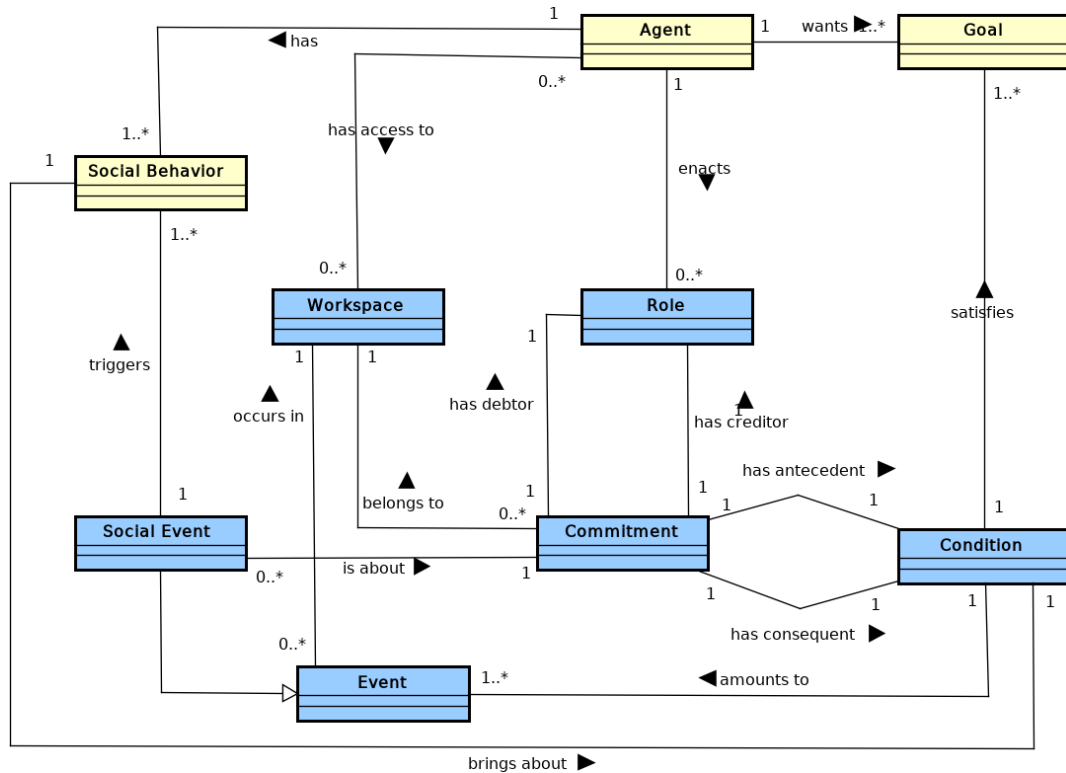 1
Agent
1
wants
1..*
Goal
has
0..*
1
1..*
1..*
has access to
1
Social Behavior
enacts
1..*
0..*
0..*
Workspace
Role
satisfies
1
1
1
triggers
has debtor
occurs in
1
has creditor
has antecedent
1
belongs to
1
1
1
1
1
0..*
Social Event
Commitment
Condition
is about
0..*
1
1
1
1
1
has consequent
0..*
Event
1..*
amounts to
brings about